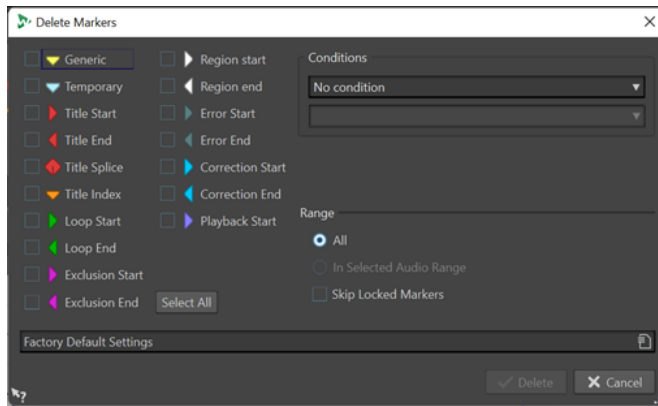 Delete Markers
Generic
Temporary
Title Start
Title End
Title Splice
Title Index
Loop Start
Loop End
Exclusion Start
Exclusion End
Region start
Region end
Error Start
Error End
Correction Start
Correction End
Playback Start
Select All
Conditions
No condition
Range
All
In Selected Audio Range
Skip Locked Markers
Factory Default Settings
?
Delete
Cancel